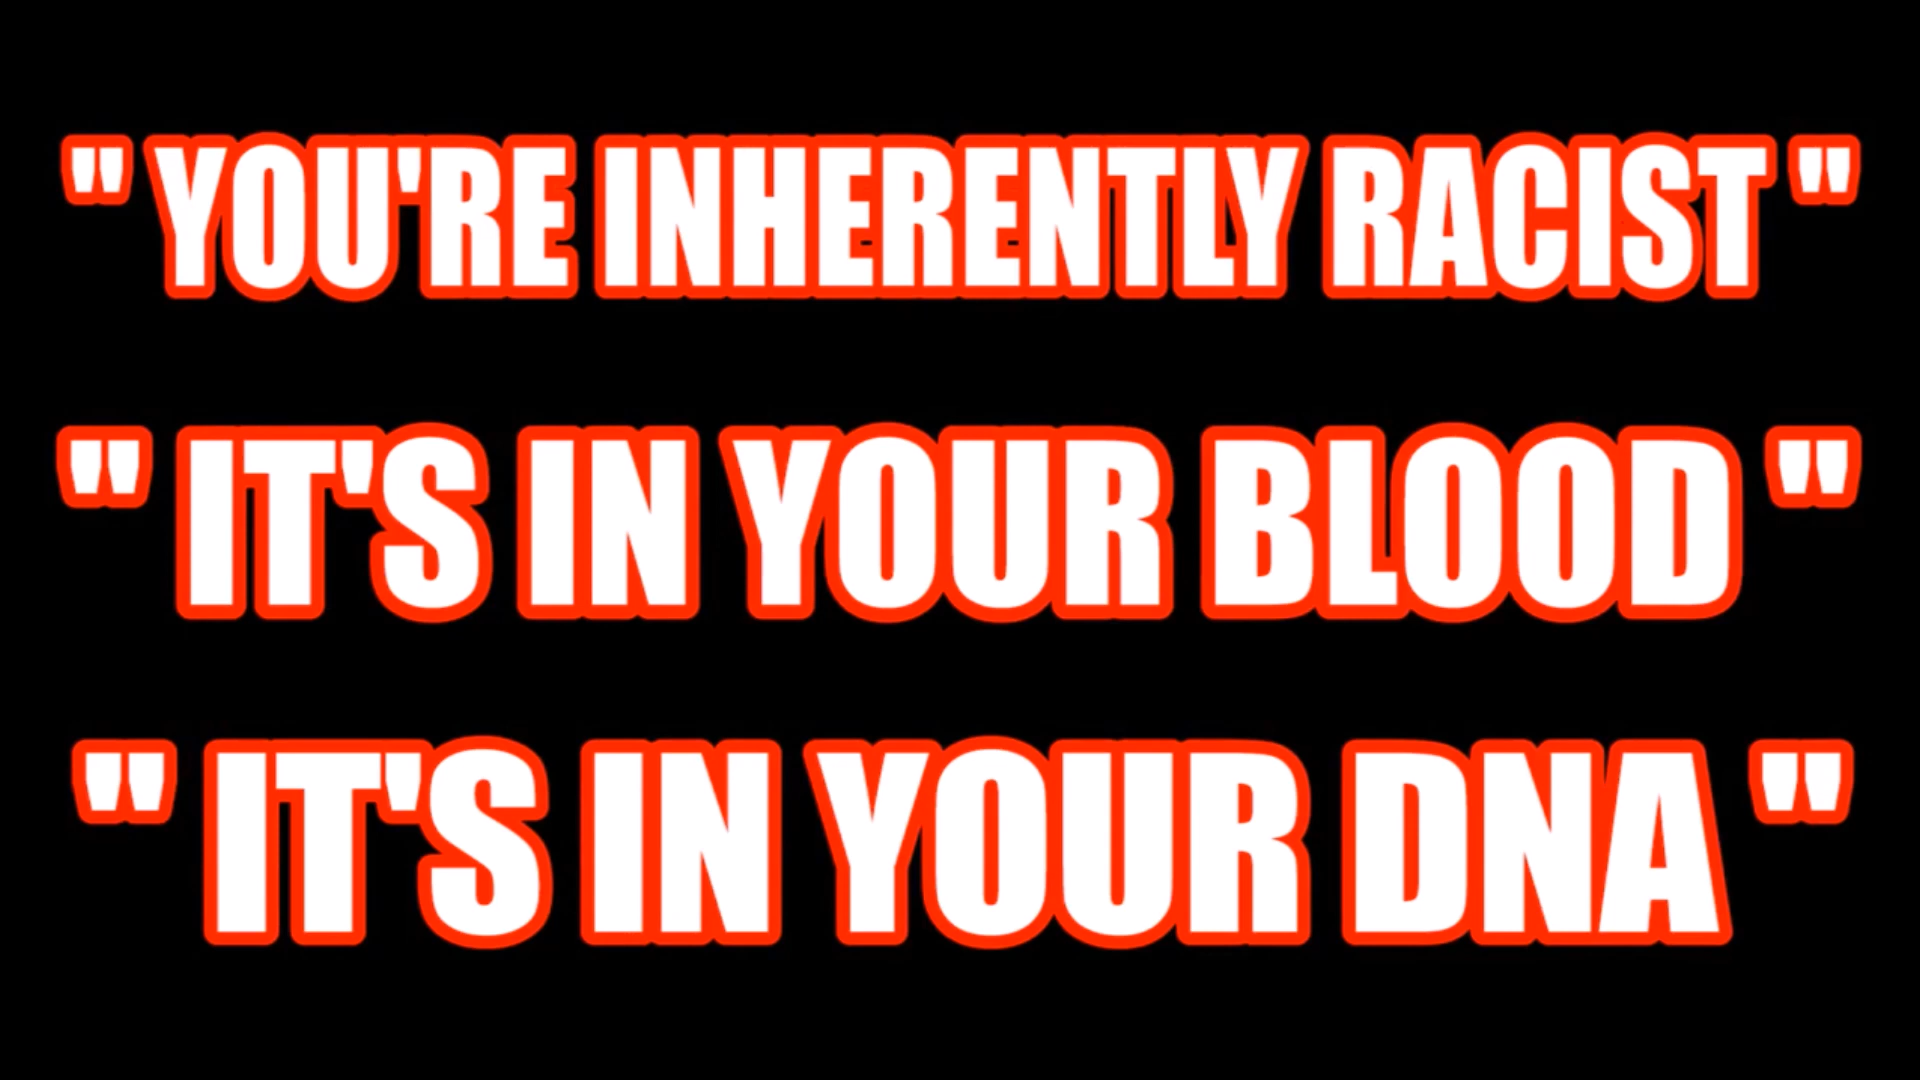 " YOU'RE INHERENTLY RACIST "
" IT'S IN YOUR BLOOD "
" IT'S IN YOUR DNA "